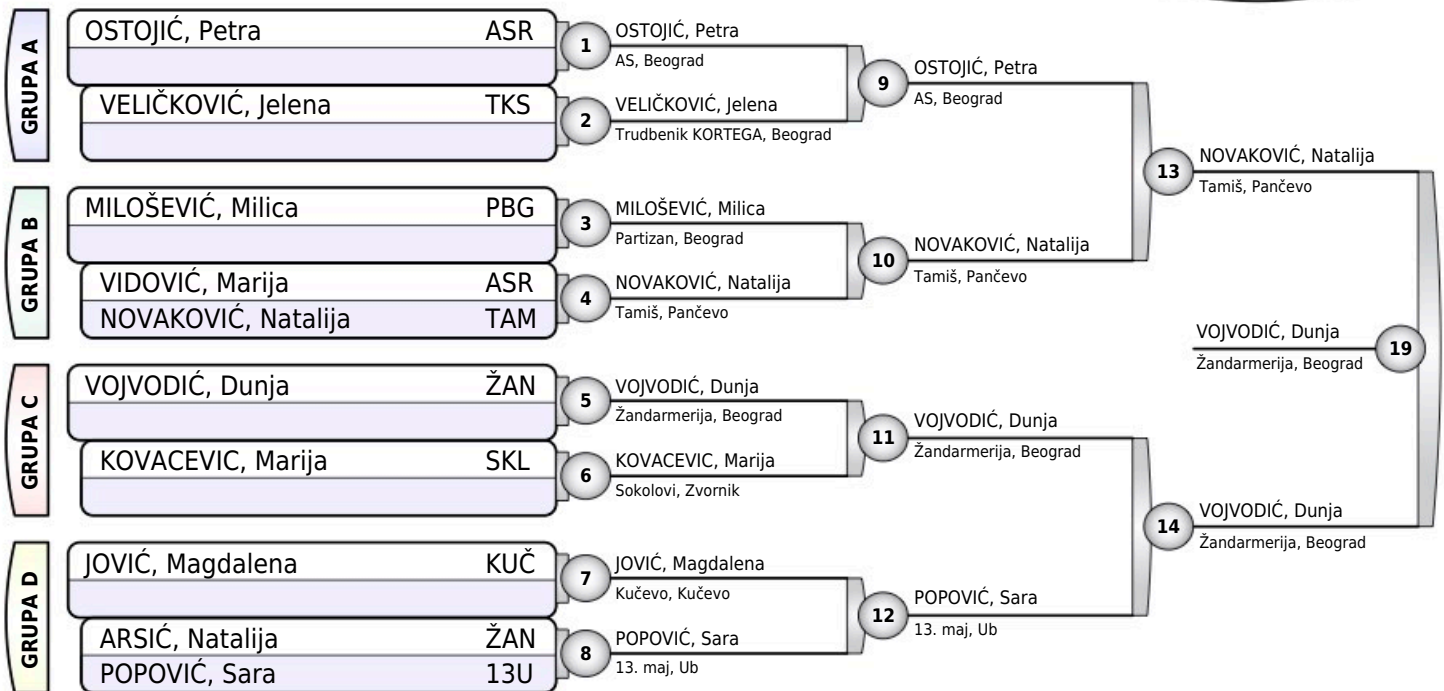 GRUPA A
OSTOJIĆ, Petra ASR
VELIČKOVIĆ, Jelena TKS
GRUPA B
MILOŠEVIĆ, Milica PBG
VIDOVIĆ, Marija ASR
NOVAKOVIĆ, Natalija TAM
GRUPA C
VOJVODIĆ, Dunja ŽAN
KOVACEVIC, Marija SKL
GRUPA D
JOVIĆ, Magdalena KUČ
ARSIĆ, Natalija ŽAN
POPOVIĆ, Sara 13U
1
OSTOJIĆ, Petra
AS, Beograd
2
VELIČKOVIĆ, Jelena
Trudbenik KORTEGA, Beograd
3
MILOŠEVIĆ, Milica
Partizan, Beograd
4
NOVAKOVIĆ, Natalija
Tamiš, Pančevo
5
VOJVODIĆ, Dunja
Žandarmerija, Beograd
6
KOVACEVIC, Marija
Sokolovi, Zvornik
7
JOVIĆ, Magdalena
Kučevo, Kučevo
8
POPOVIĆ, Sara
13. maj, Ub
9
OSTOJIĆ, Petra
AS, Beograd
10
NOVAKOVIĆ, Natalija
Tamiš, Pančevo
11
VOJVODIĆ, Dunja
Žandarmerija, Beograd
12
POPOVIĆ, Sara
13. maj, Ub
13
NOVAKOVIĆ, Natalija
Tamiš, Pančevo
14
VOJVODIĆ, Dunja
Žandarmerija, Beograd
VOJVODIĆ, Dunja
Žandarmerija, Beograd
19